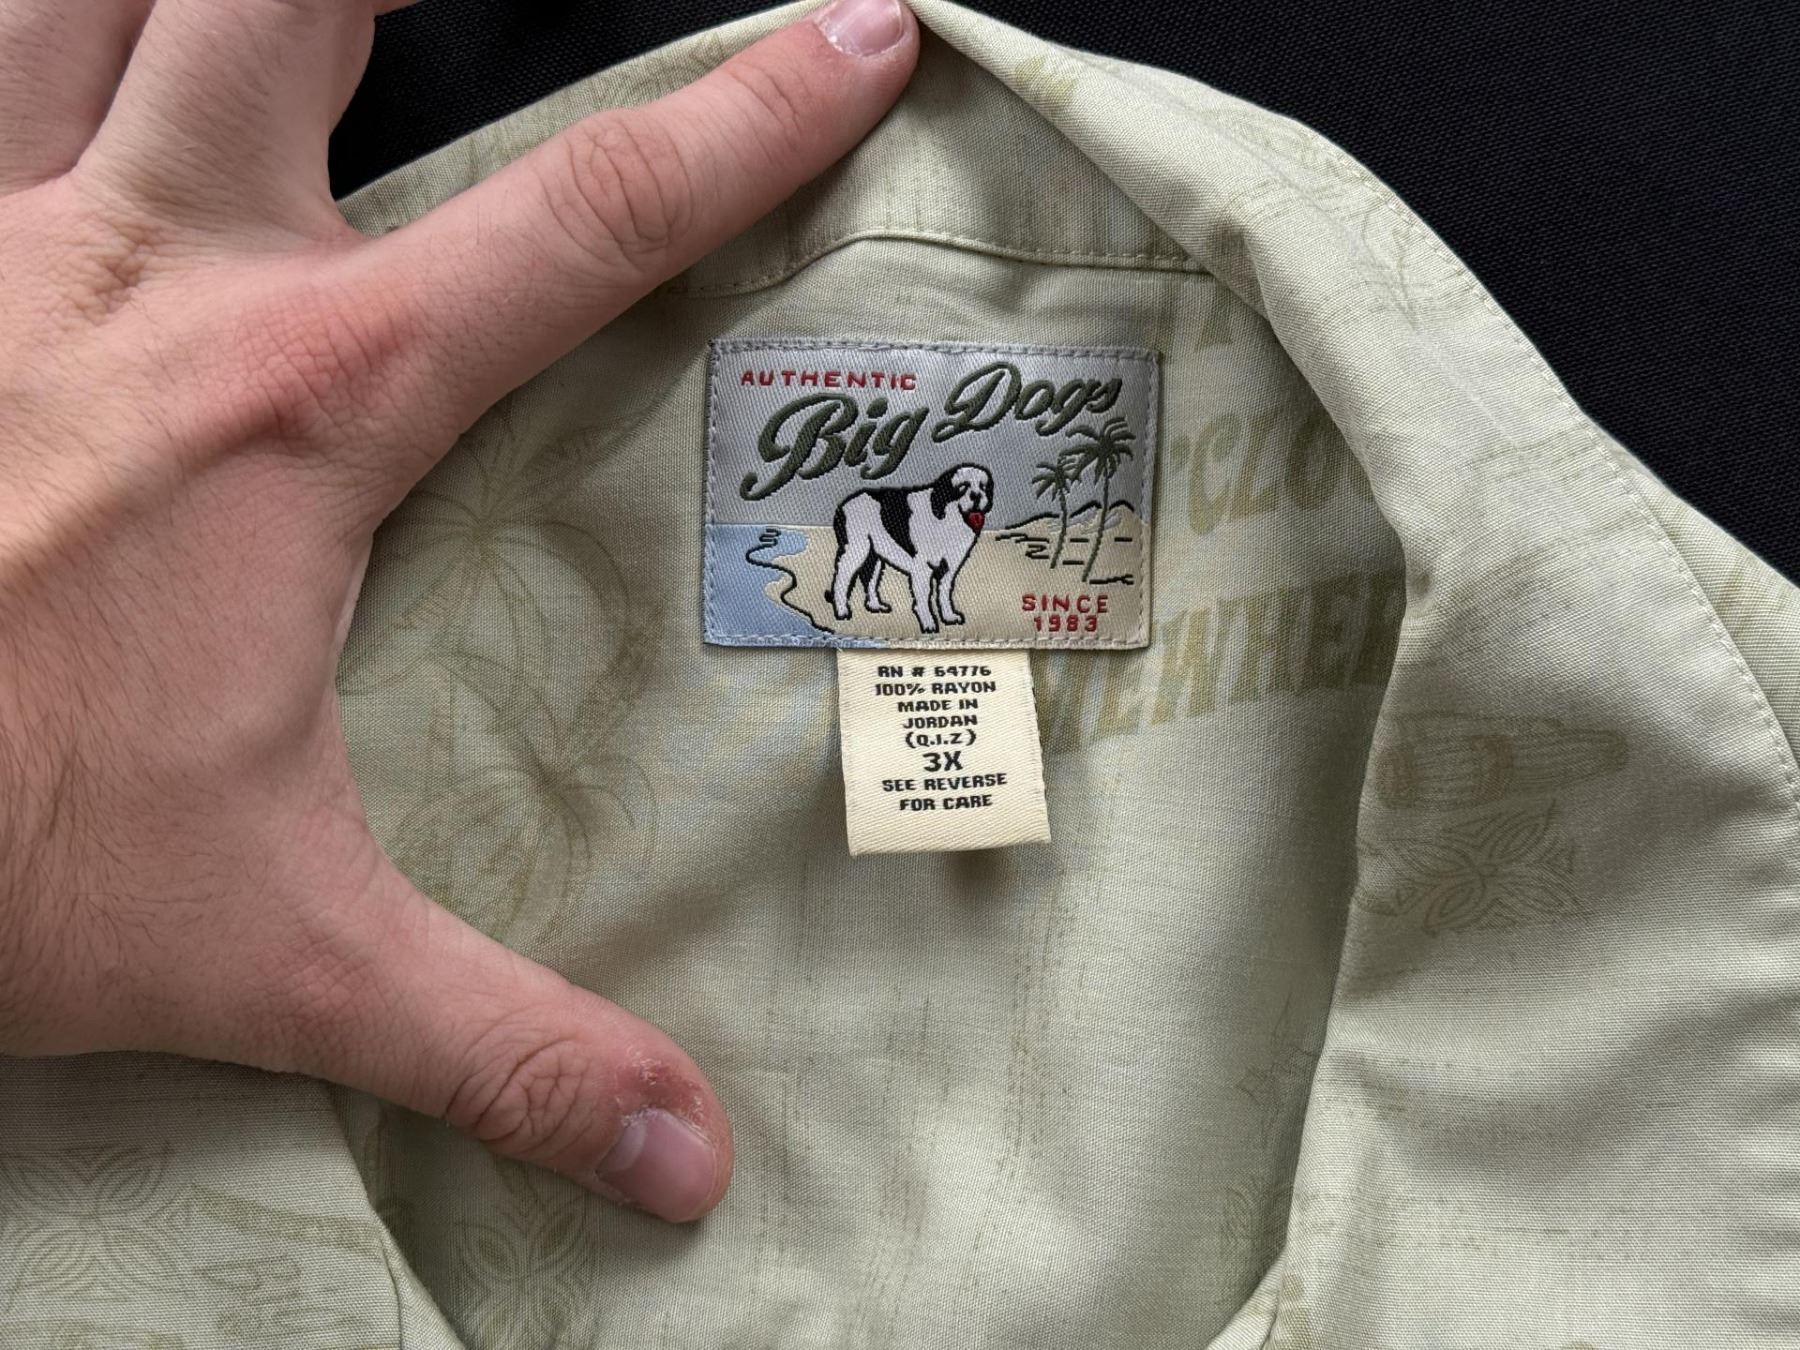 AUTHENTIC
Big Dogs
SINCE
1983
RN # 64776
100% RAYON
MADE IN
JORDAN
(Q.I.Z)
3X
SEE REVERSE
FOR CARE